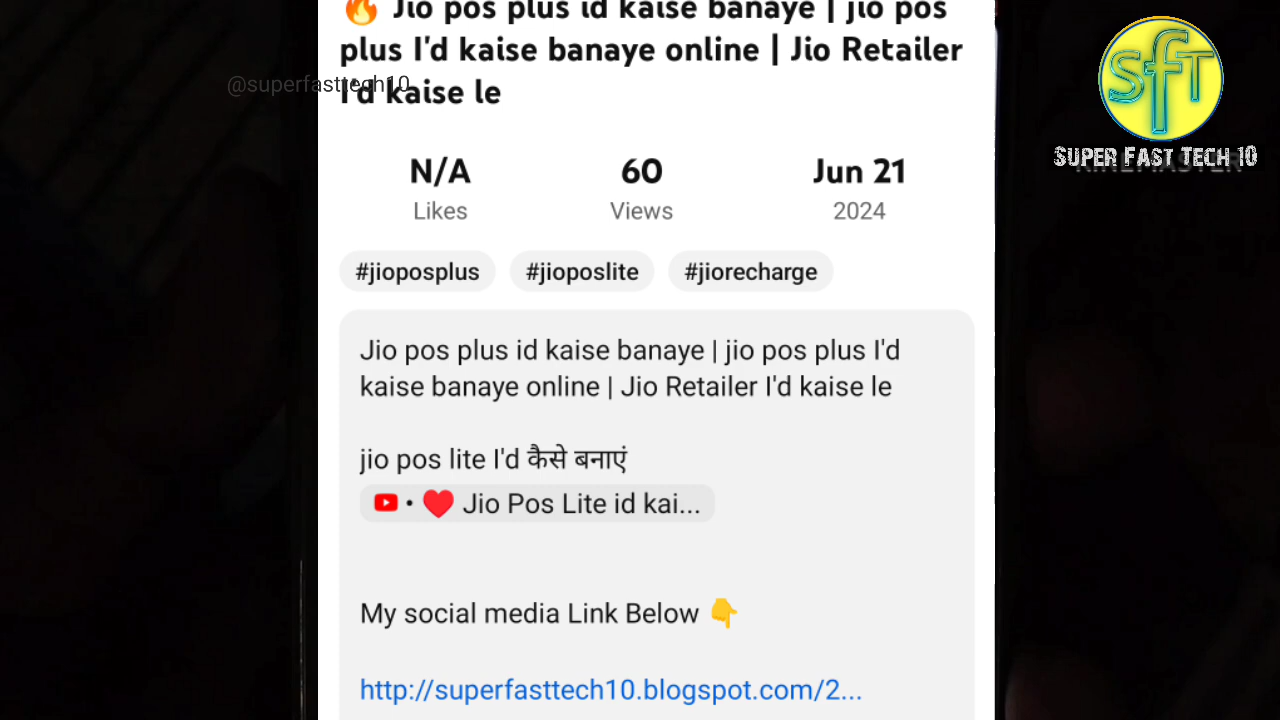 🔥 Jio pos plus id kaise banaye | jio pos
plus I'd kaise banaye online | Jio Retailer
I'd kaise le
@superfasttech10
SfT
SUPER FAST TECH 10
KINEMASTER
N/A
Likes
60
Views
Jun 21
2024
#jioposplus
#jioposlite
#jiorecharge
Jio pos plus id kaise banaye | jio pos plus I'd
kaise banaye online | Jio Retailer I'd kaise le
jio pos lite I'd कैसे बनाएं
• ❤️ Jio Pos Lite id kai...
My social media Link Below 👇
http://superfasttech10.blogspot.com/2...